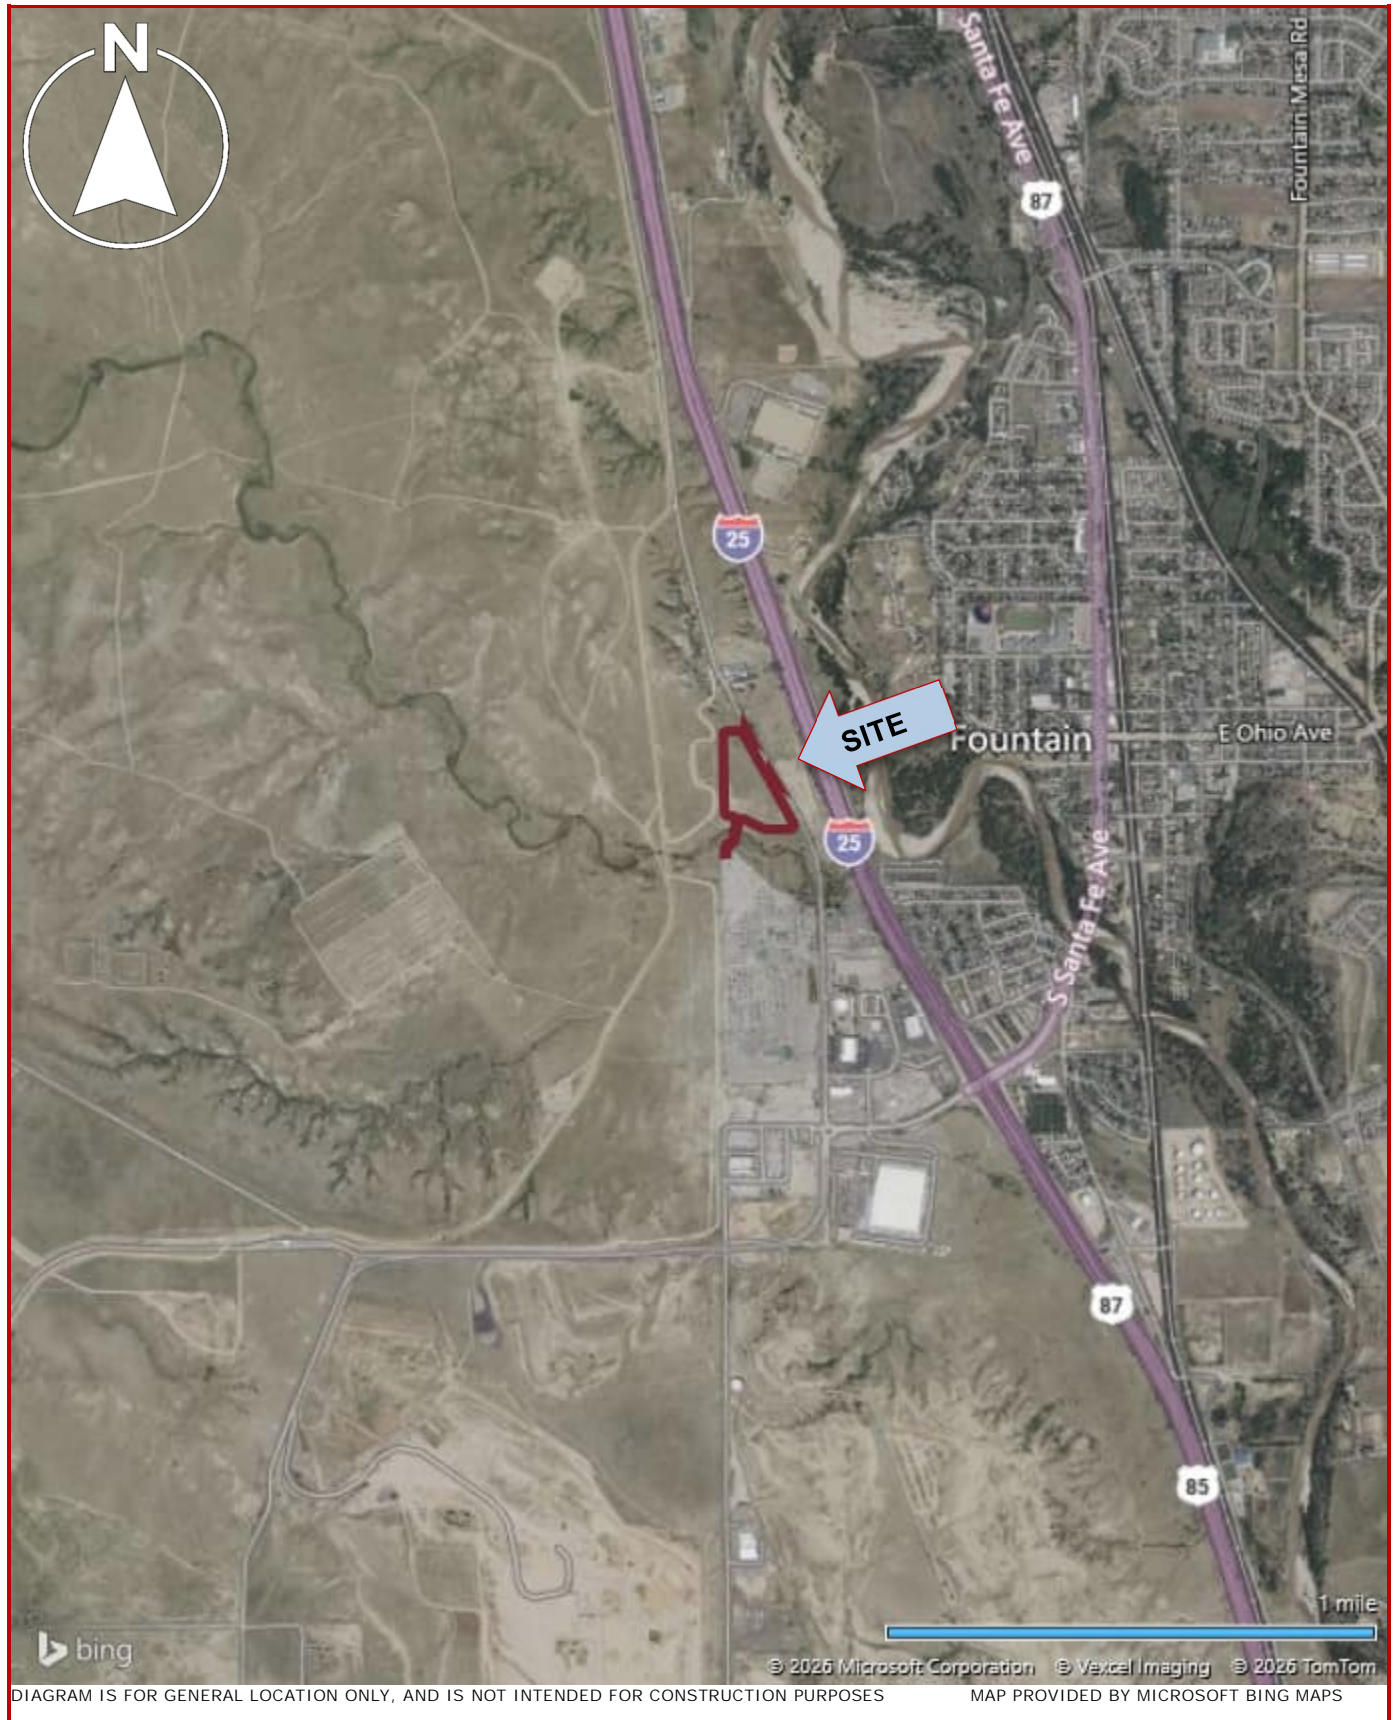 N
Santa Fe Ave
Fountain Mesa Rd
87
25
SITE
Fountain
E Ohio Ave
25
S Santa Fe Ave
87
85
1 mile
bing
© 2026 Microsoft Corporation © Vexcel Imaging © 2026 TomTom
DIAGRAM IS FOR GENERAL LOCATION ONLY, AND IS NOT INTENDED FOR CONSTRUCTION PURPOSES MAP PROVIDED BY MICROSOFT BING MAPS